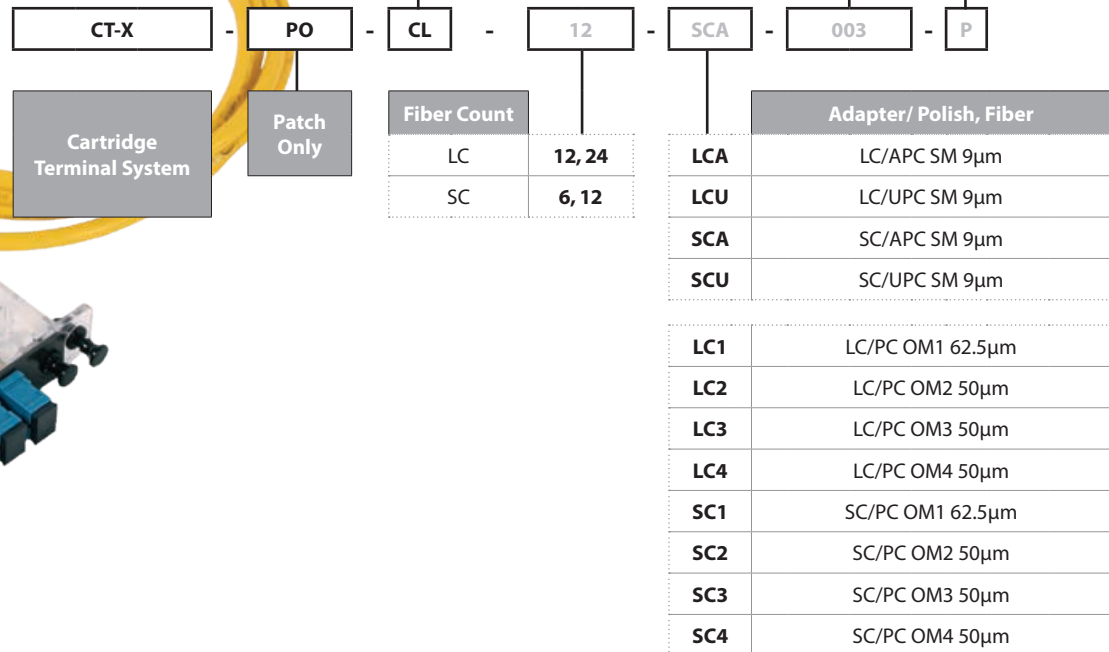 CT-X - PO - CL - 12 - SCA - 003 - P
Cartridge
Terminal System
Patch
Only
Fiber Count
LC 12, 24
SC 6, 12
Adapter/ Polish, Fiber
LCA LC/APC SM 9µm
LCU LC/UPC SM 9µm
SCA SC/APC SM 9µm
SCU SC/UPC SM 9µm
LC1 LC/PC OM1 62.5µm
LC2 LC/PC OM2 50µm
LC3 LC/PC OM3 50µm
LC4 LC/PC OM4 50µm
SC1 SC/PC OM1 62.5µm
SC2 SC/PC OM2 50µm
SC3 SC/PC OM3 50µm
SC4 SC/PC OM4 50µm